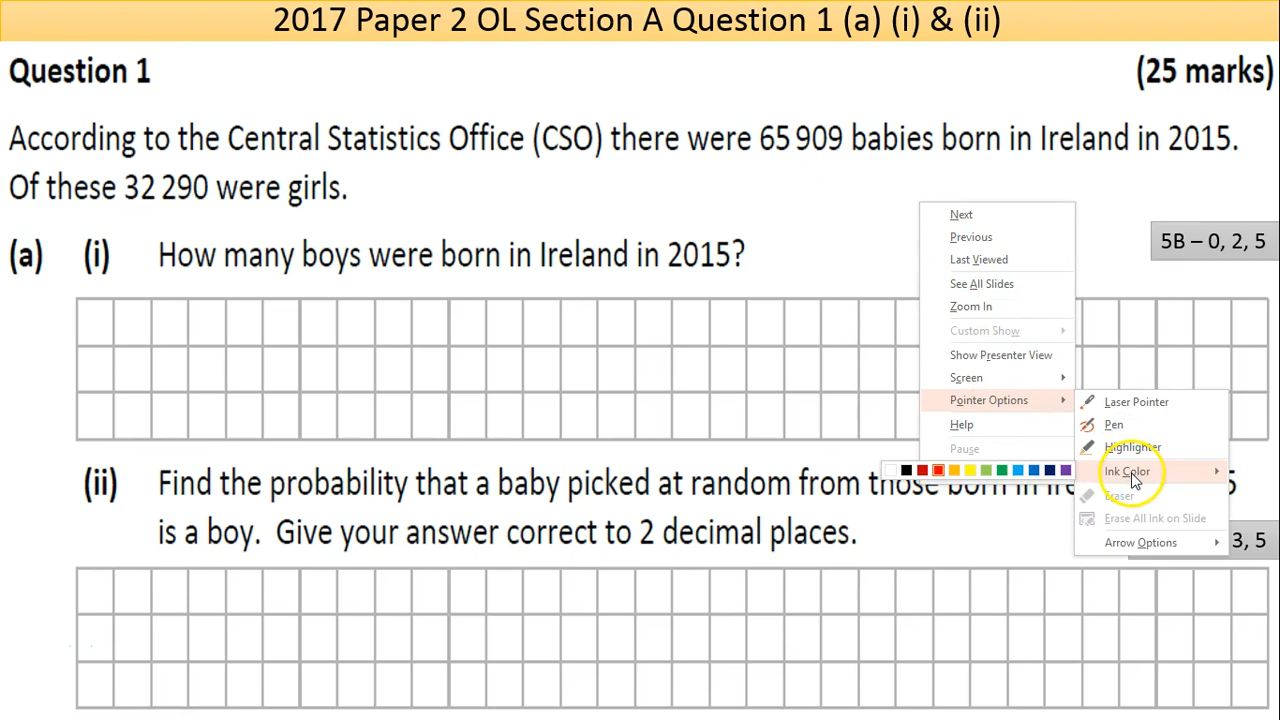 2017 Paper 2 OL Section A Question 1 (a) (i) & (ii)
Question 1 (25 marks)
According to the Central Statistics Office (CSO) there were 65 909 babies born in Ireland in 2015.
Of these 32 290 were girls.
(a) (i) How many boys were born in Ireland in 2015?
5B – 0, 2, 5
Next
Previous
Last Viewed
See All Slides
Zoom In
Custom Show
Show Presenter View
Screen
Pointer Options
Help
Pause
Laser Pointer
Pen
Highlighter
Ink Color
Eraser
Erase All Ink on Slide
Arrow Options
(ii) Find the probability that a baby picked at random from those born in Ire 5
is a boy. Give your answer correct to 2 decimal places.
3, 5